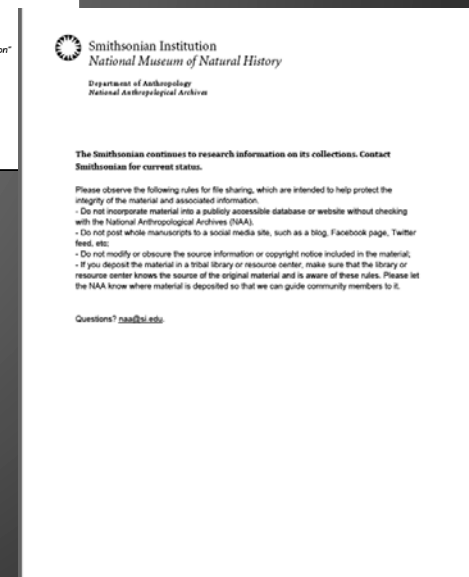 on"
Smithsonian Institution
National Museum of Natural History
Department of Anthropology
National Anthropological Archives
The Smithsonian continues to research information on its collections. Contact
Smithsonian for current status.
Please observe the following rules for file sharing, which are intended to help protect the
integrity of the material and associated information.
- Do not incorporate material into a publicly accessible database or website without checking
with the National Anthropological Archives (NAA).
- Do not post whole manuscripts to a social media site, such as a blog, Facebook page, Twitter
feed, etc;
- Do not modify or obscure the source information or copyright notice included in the material;
- If you deposit the material in a tribal library or resource center, make sure that the library or
resource center knows the source of the original material and is aware of these rules. Please let
the NAA know where material is deposited so that we can guide community members to it.
Questions? naa@si.edu.